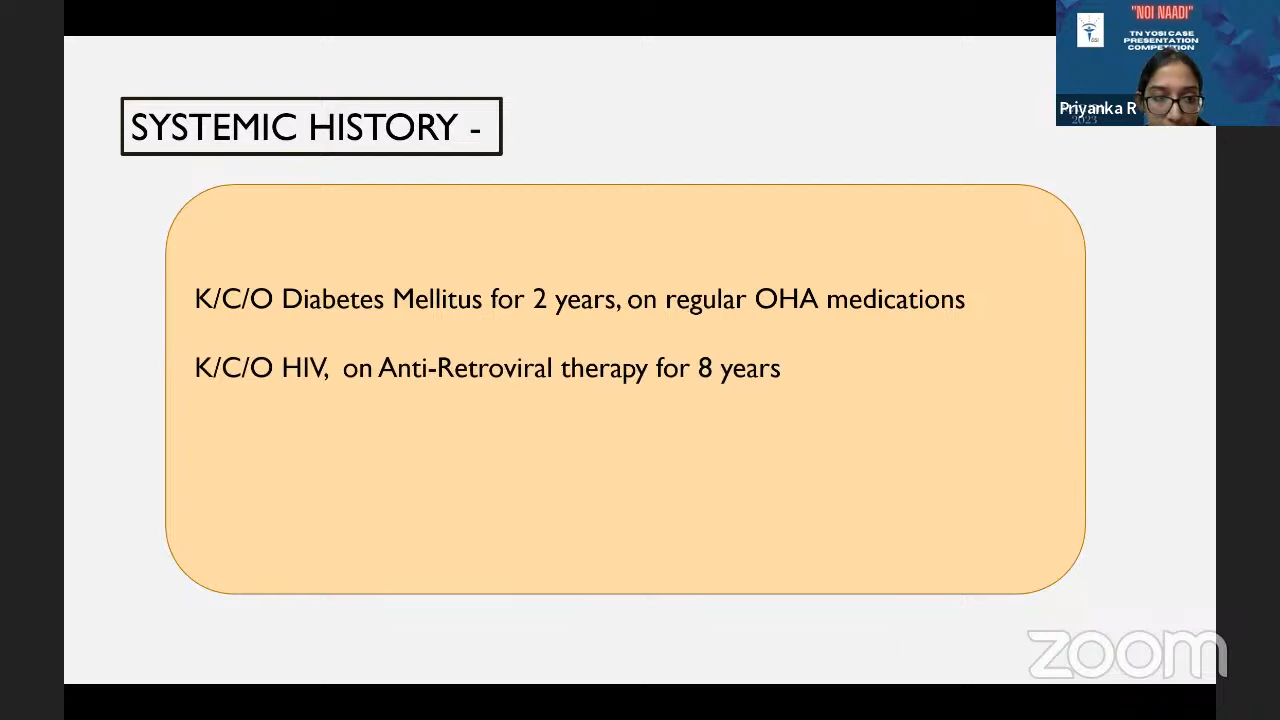 "NOI NAADI"
TN YOSI CASE
PRESENTATION
COMPETITION
Priyanka R
2023
SYSTEMIC HISTORY -
K/C/O Diabetes Mellitus for 2 years, on regular OHA medications
K/C/O HIV,  on Anti-Retroviral therapy for 8 years
zoom